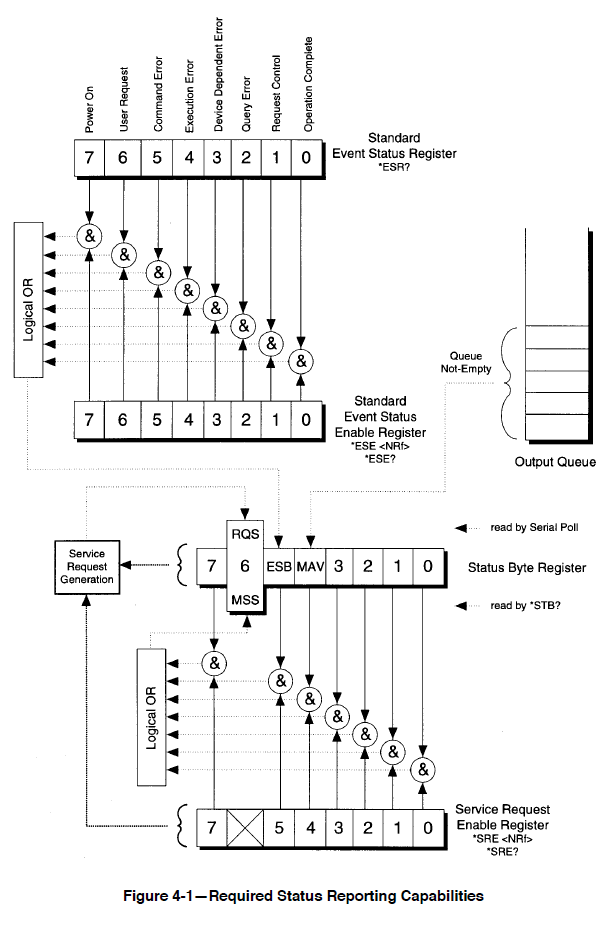 Power On
User Request
Command Error
Execution Error
Device Dependent Error
Query Error
Request Control
Operation Complete
7 6 5 4 3 2 1 0
Standard
Event Status Register
*ESR?
&
&
&
&
&
&
&
&
Logical OR
Queue
Not-Empty
7 6 5 4 3 2 1 0
Standard
Event Status
Enable Register
*ESE <NRf>
*ESE?
Output Queue
RQS
read by Serial Poll
Service
Request
Generation
7 6 ESB MAV 3 2 1 0
Status Byte Register
MSS
read by *STB?
&
&
&
&
&
&
&
Logical OR
7 5 4 3 2 1 0
Service Request
Enable Register
*SRE <NRf>
*SRE?
Figure 4-1—Required Status Reporting Capabilities